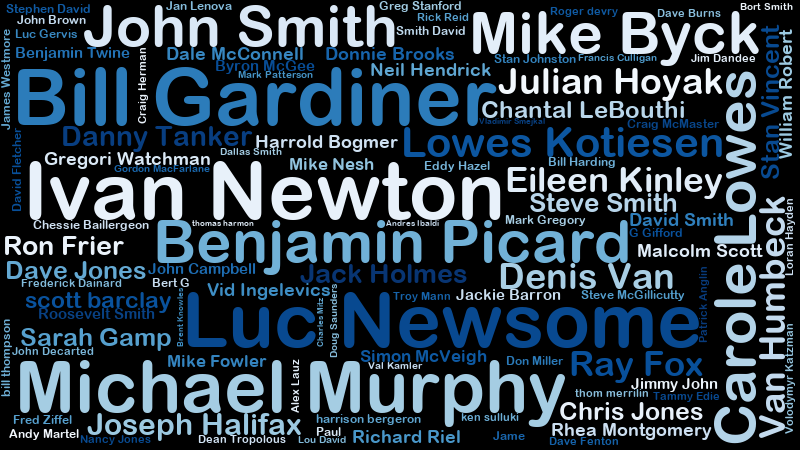 Stephen David
Jan Lenova
Greg Stanford
Roger devry
Bort Smith
John Brown
John Smith
Rick Reid
Mike Byck
Dave Burns
Luc Gervis
Smith David
Benjamin Twine
Dale McConnell
Donnie Brooks
Stan Johnston
Francis Culligan
Jim Dandee
James Westmore
Craig Herman
Byron McGee
Mark Patterson
Neil Hendrick
Julian Hoyak
Stan Vincent
William Robert
Bill Gardiner
Chantal LeBouthi
Vladimir Smejkal
Craig McMaster
Danny Tanker
Harrold Bogmer
Lowes Kotiesen
Carole Lowes
David Fletcher
Gregori Watchman
Dallas Smith
Mike Nesh
Eddy Hazel
Bill Harding
Gordon MacFarlane
Ivan Newton
Eileen Kinley
Steve Smith
Chessie Baillergeon
thomas harmon
Andres Ibaldi
Mark Gregory
David Smith
G Gifford
Loran Hayden
Van Humbeck
Ron Frier
Benjamin Picard
Malcolm Scott
Dave Jones
John Campbell
Jack Holmes
Denis Van
Frederick Dainard
Bert G
Vid Ingelevics
Troy Mann
Jackie Barron
Steve McGillicutty
Patrick Anglin
scott barclay
Roosevelt Smith
Brent Knowles
Luc Newsome
Charles Mitz
Doug Saunders
Volodymyr Katzman
Sarah Gamp
bill thompson
John Decarted
Mike Fowler
Simon McVeigh
Val Kamler
Don Miller
Ray Fox
Alex Lauz
Michael Murphy
Jimmy John
thom merrilin
Tammy Edie
Fred Ziffel
Joseph Halifax
harrison bergeron
ken sulluki
Chris Jones
Andy Martel
Nancy Jones
Dean Tropolous
Paul
Lou David
Richard Riel
Jame
Rhea Montgomery
Dave Fenton